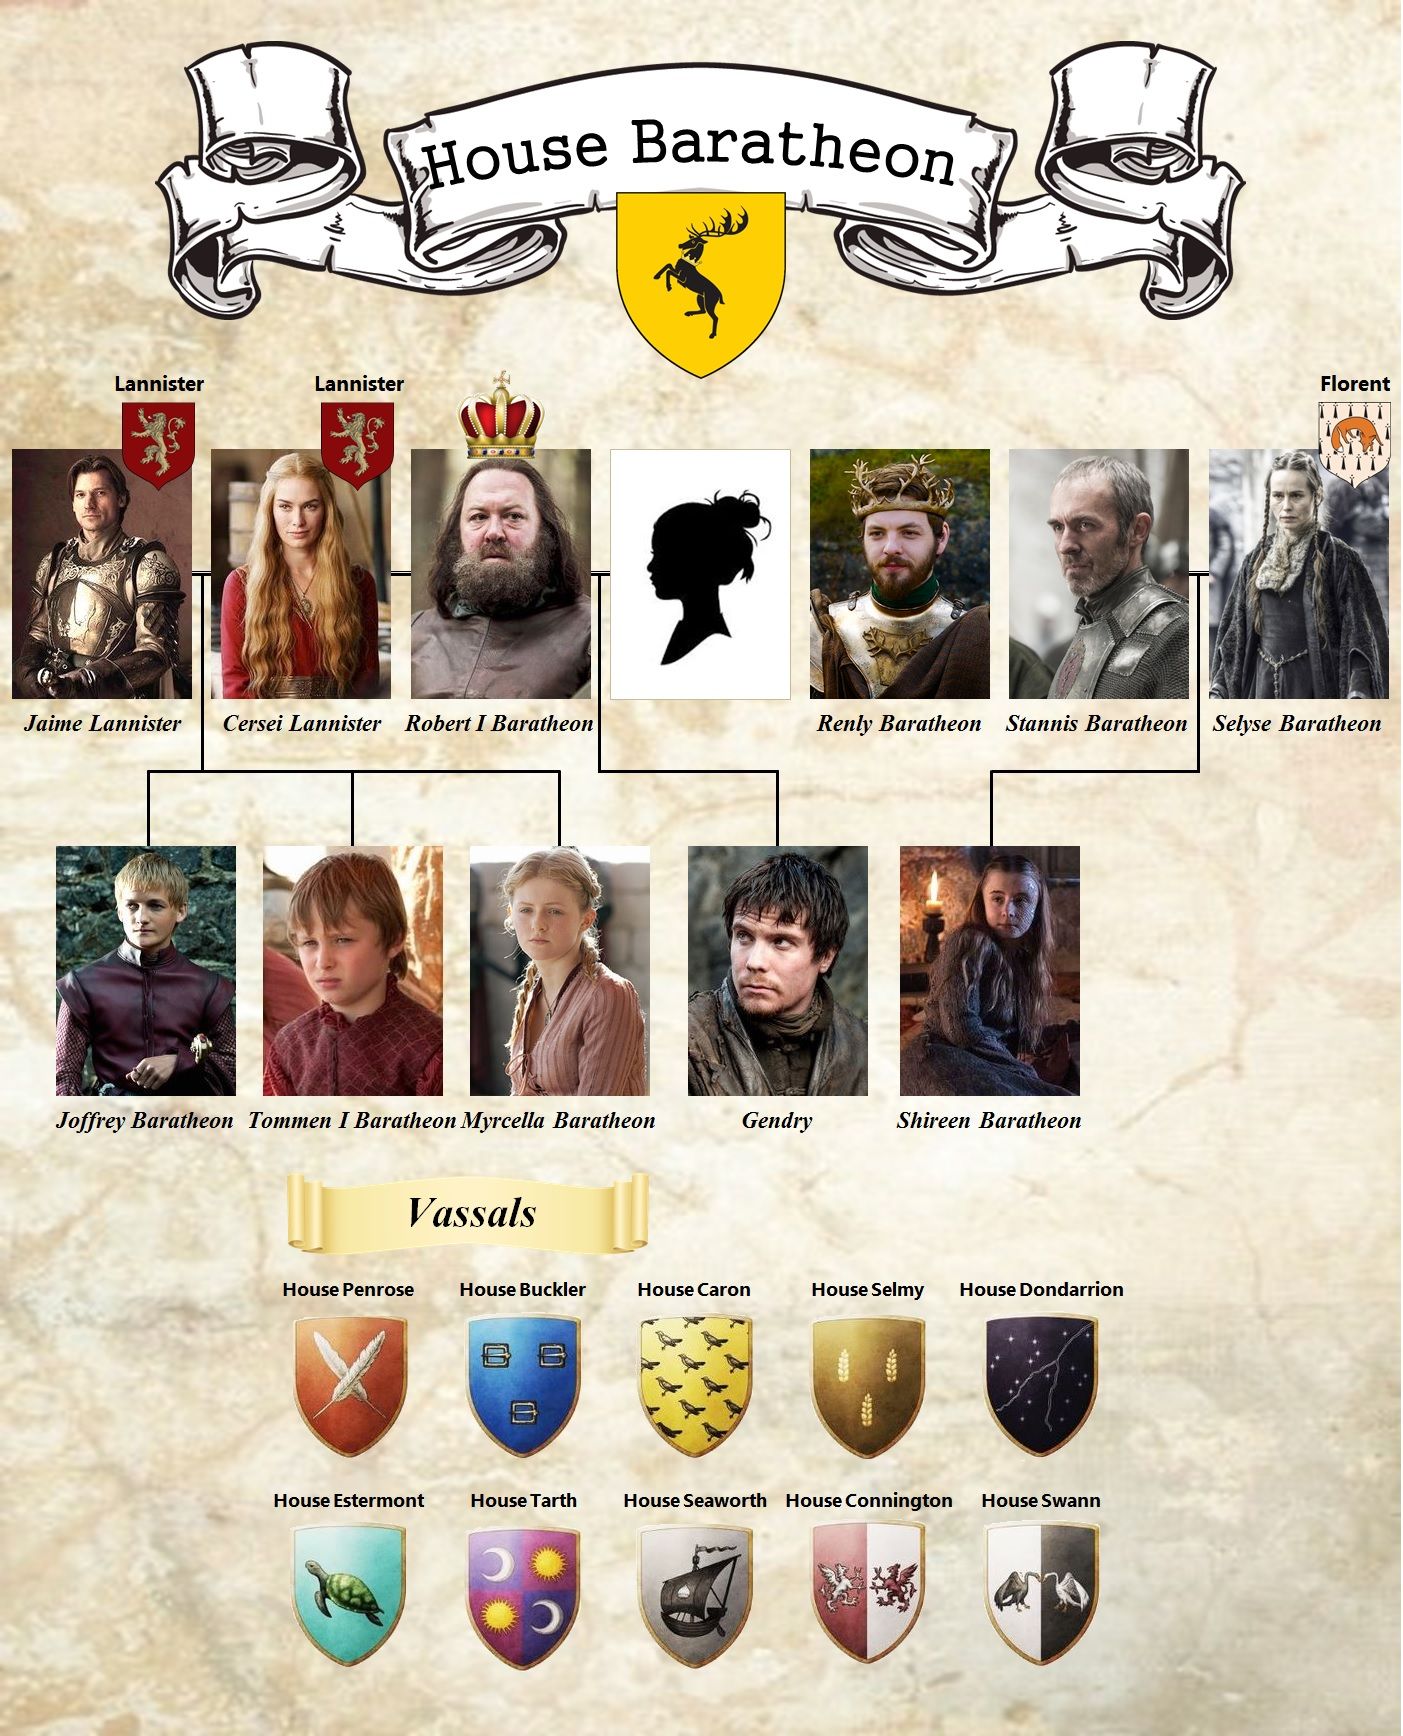 House Baratheon
Lannister
Lannister
Florent
Jaime Lannister
Cersei Lannister
Robert I Baratheon
Renly Baratheon
Stannis Baratheon
Selyse Baratheon
Joffrey Baratheon
Tommen I Baratheon
Myrcella Baratheon
Gendry
Shireen Baratheon
Vassals
House Penrose
House Buckler
House Caron
House Selmy
House Dondarrion
House Estermont
House Tarth
House Seaworth
House Connington
House Swann